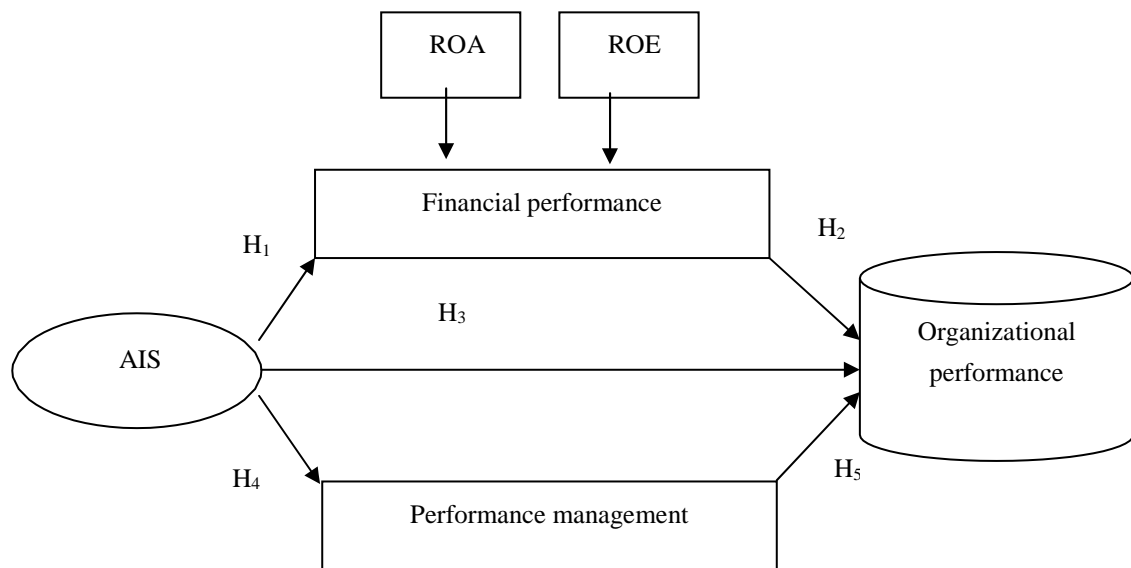 ROA
ROE
Financial performance
H₁
H₂
H₃
AIS
Organizational
performance
H₄
H₅
Performance management